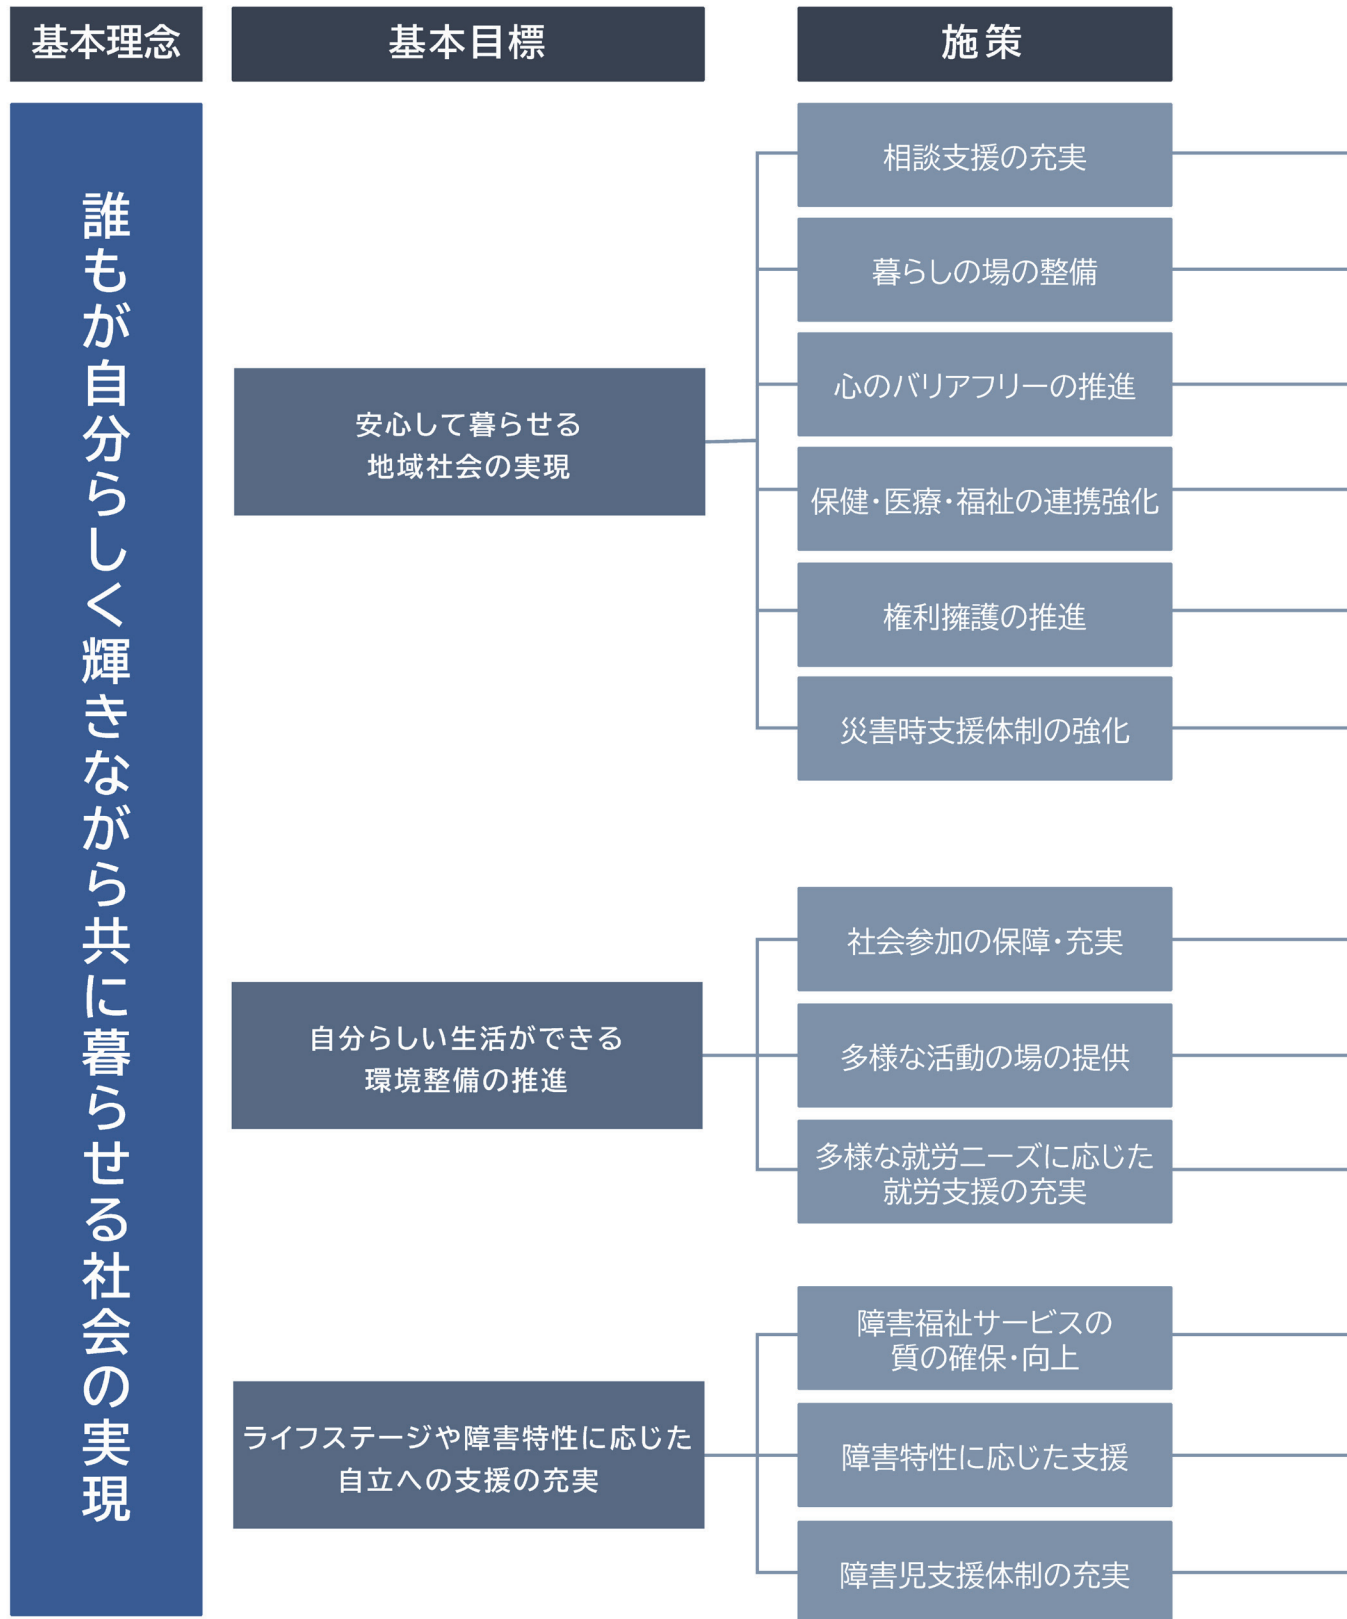 基本理念
基本目標
施策
誰もが自分らしく輝きながら共に暮らせる社会の実現
安心して暮らせる
地域社会の実現
相談支援の充実
暮らしの場の整備
心のバリアフリーの推進
保健・医療・福祉の連携強化
権利擁護の推進
災害時支援体制の強化
自分らしい生活ができる
環境整備の推進
社会参加の保障・充実
多様な活動の場の提供
多様な就労ニーズに応じた
就労支援の充実
ライフステージや障害特性に応じた
自立への支援の充実
障害福祉サービスの
質の確保・向上
障害特性に応じた支援
障害児支援体制の充実